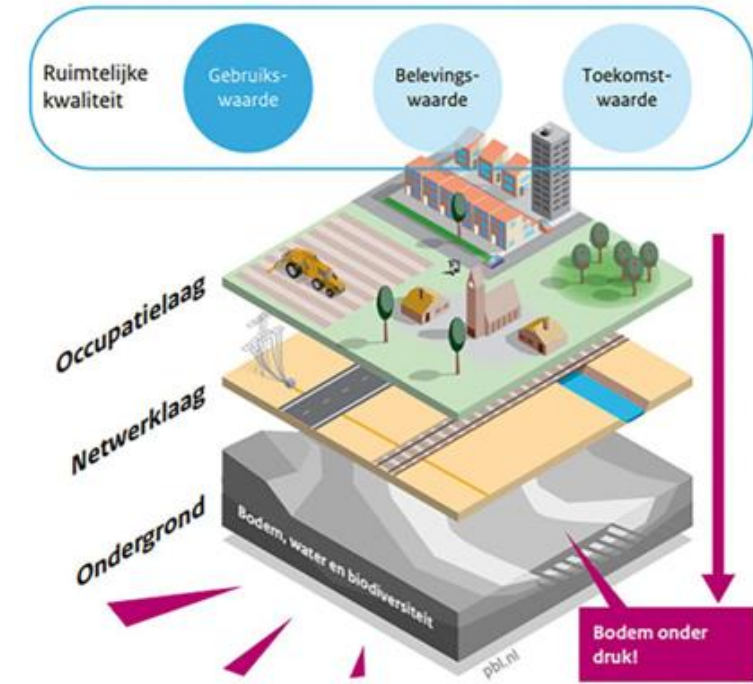 Ruimtelijke
kwaliteit
Gebruiks-
waarde
Belevings-
waarde
Toekomst-
waarde
Occupatielaag
Netwerklaag
Ondergrond
Bodem, water en biodiversiteit
Bodem onder
druk!
pbl.nl